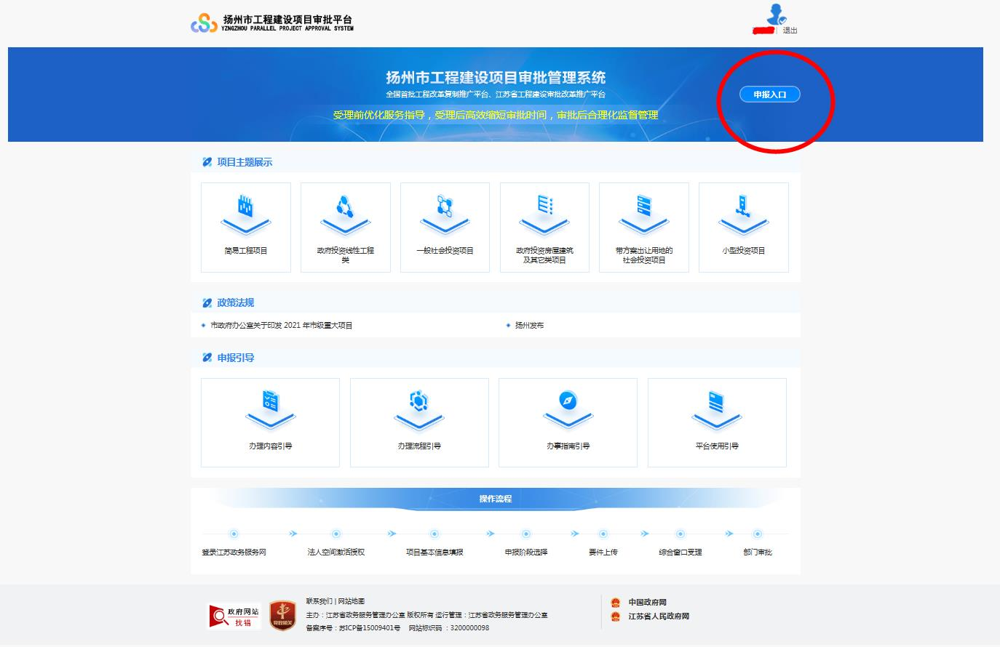 扬州市工程建设项目审批平台
YZNGZHOU PARALLEL PROJECT APPROVAL SYSTEM
| 退出
扬州市工程建设项目审批管理系统
全国首批工程改革复制推广平台、江苏省工程建设审批改革推广平台
受理前优化服务指导，受理后高效缩短审批时间，审批后合理化监督管理
申报入口
项目主题展示
简易工程项目
政府投资线性工程
类
一般社会投资项目
政府投资房屋建筑
及其它类项目
带方案出让用地的
社会投资项目
小型投资项目
政策法规
市政府办公室关于印发 2021 年市级重大项目
扬州发布
申报引导
办理内容引导
办理流程引导
办事指南引导
平台使用引导
操作流程
登录江苏政务服务网
法人空间激活授权
项目基本信息填报
申报阶段选择
要件上传
综合窗口受理
部门审批
政府网站
找错
党政机关
联系我们 | 网站地图
主办：江苏省政务服务管理办公室 版权所有 运行管理：江苏省政务服务管理办公室
备案序号：苏ICP备15009401号 网站标识码 ：3200000098
中国政府网
江苏省人民政府网